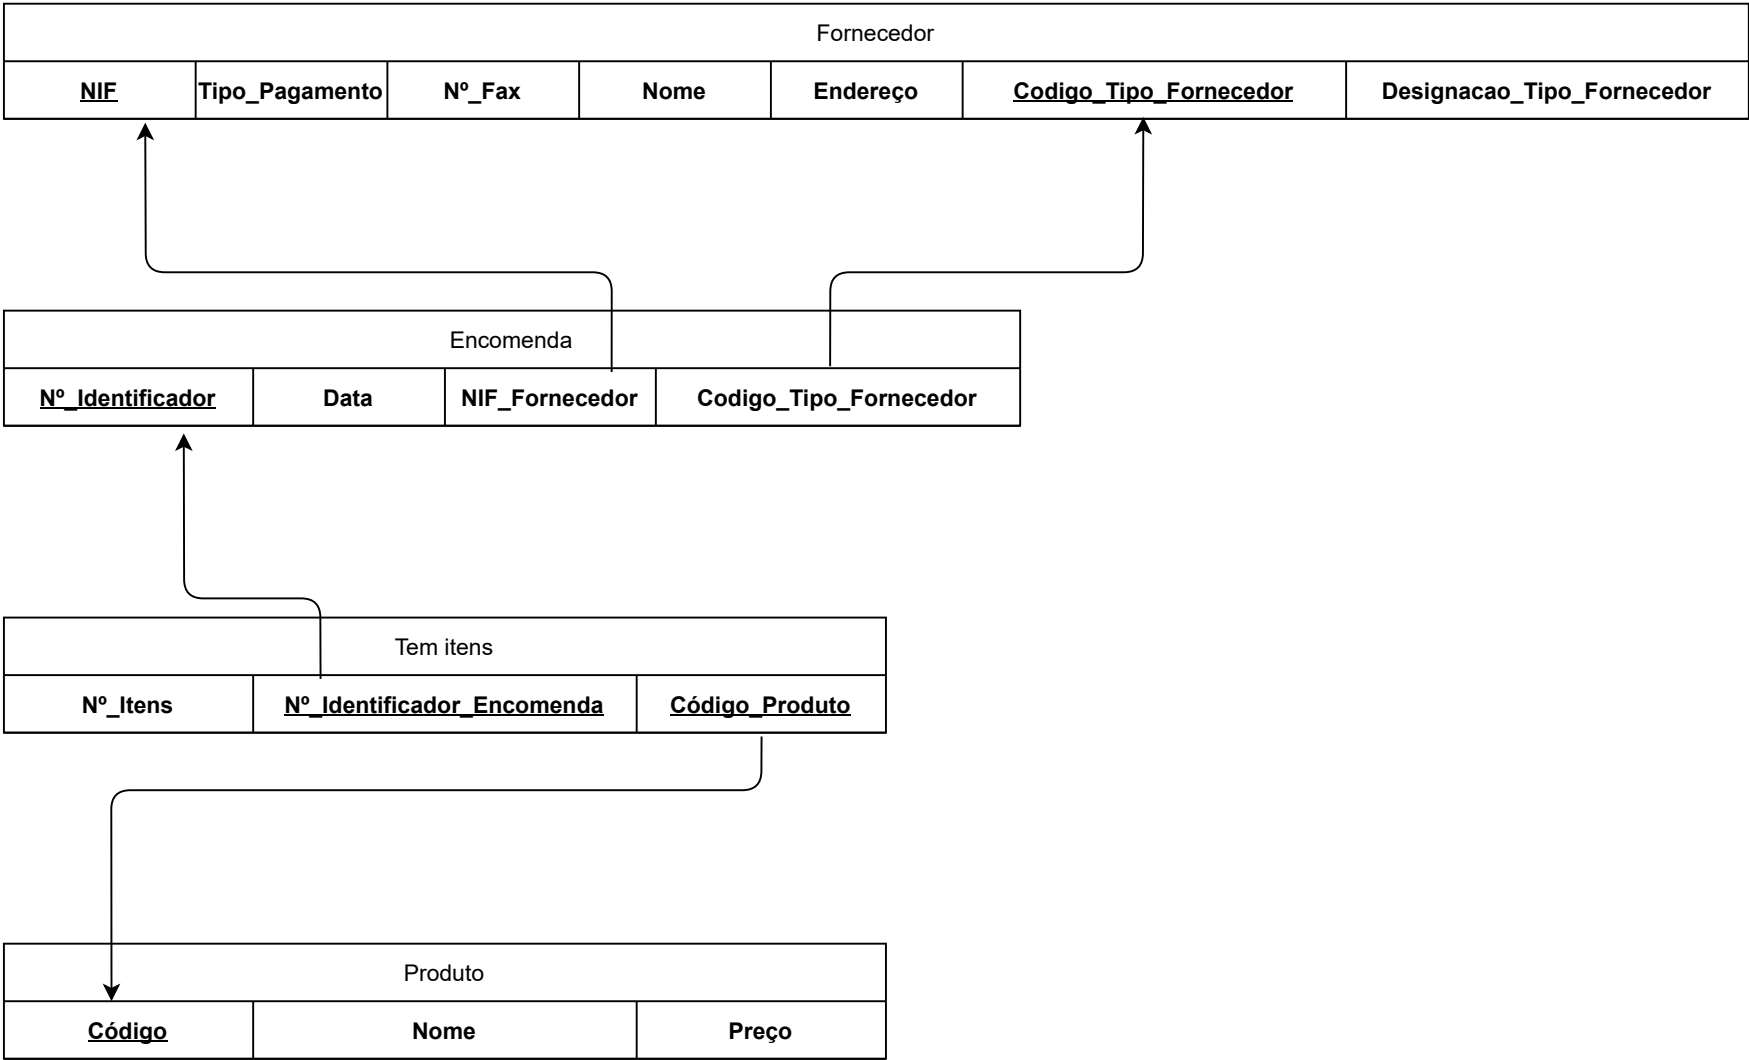 Fornecedor
NIF Tipo_Pagamento Nº_Fax Nome Endereço Codigo_Tipo_Fornecedor Designacao_Tipo_Fornecedor
Encomenda
Nº_Identificador Data NIF_Fornecedor Codigo_Tipo_Fornecedor
Tem itens
Nº_Itens Nº_Identificador_Encomenda Código_Produto
Produto
Código Nome Preço